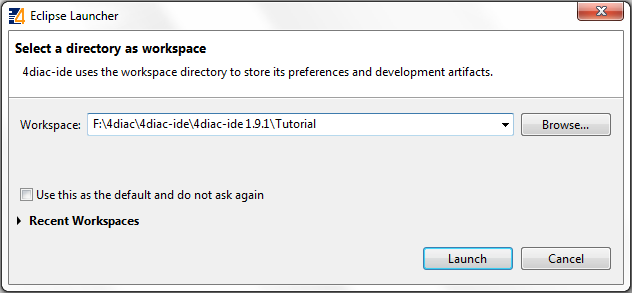 Eclipse Launcher
Select a directory as workspace
4diac-ide uses the workspace directory to store its preferences and development artifacts.
Workspace: F:\4diac\4diac-ide\4diac-ide1.9.1\Tutorial Browse...
Use this as the default and do not ask again
Recent Workspaces
Launch Cancel